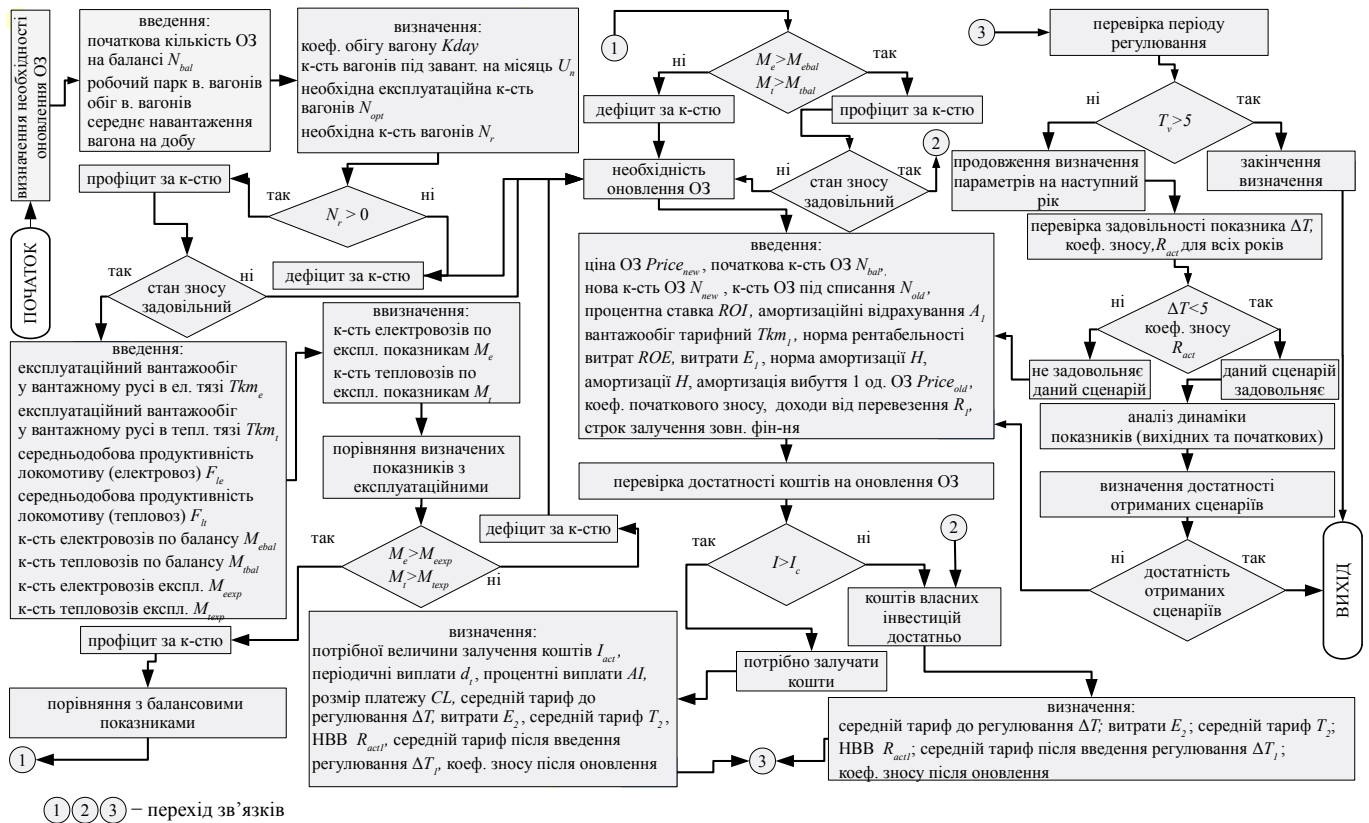 ПОЧАТОК
визначення необхідності
оновлення ОЗ
введення:
початкова кількість ОЗ
на балансі N_bal
робочий парк в. вагонів
обіг в. вагонів
середнє навантаження
вагона на добу
визначення:
коеф. обігу вагону Kday
к-сть вагонів під завант. на місяць U_n
необхідна експлуатаційна к-сть
вагонів N_opt
необхідна к-сть вагонів N_r
профіцит за к-стю
так
ні
N_r > 0
дефіцит за к-стю
так
ні
стан зносу
задовільний
введення:
експлуатаційний вантажообіг
у вантажному русі в ел. тязі Tkm_e
експлуатаційний вантажообіг
у вантажному русі в тепл. тязі Tkm_t
середньодобова продуктивність
локомотиву (електровоз) F_le
середньодобова продуктивність
локомотиву (тепловоз) F_lt
к-сть електровозів по балансу M_ebal
к-сть тепловозів по балансу M_tbal
к-сть електровозів експл. M_eexp
к-сть тепловозів експл. M_texp
ввизначення:
к-сть електровозів по
експл. показникам M_e
к-сть тепловозів по
експл. показникам M_t
порівняння визначених
показників з
експлуатаційними
дефіцит за к-стю
так
M_e>M_eexp
M_t>M_texp
ні
профіцит за к-стю
порівняння з балансовими
показниками
1
1
ні
M_e>M_ebal
M_t>M_tbal
так
дефіцит за к-стю
профіцит за к-стю
2
необхідність
оновлення ОЗ
ні
так
стан зносу
задовільний
введення:
ціна ОЗ Price_new, початкова к-сть ОЗ N_bal,,
нова к-сть ОЗ N_new, к-сть ОЗ під списання N_old,
процентна ставка ROI, амортизаційні відрахування A_1
вантажообіг тарифний Tkm_1, норма рентабельності
витрат ROE, витрати E_1, норма амортизації H,
амортизації H, амортизація вибуття 1 од. ОЗ Price_old,
коеф. початкового зносу, доходи від перевезення R_1,
строк залучення зовн. фін-ня
перевірка достатності коштів на оновлення ОЗ
так
ні
I>I_c
2
коштів власних
інвестицій
достатньо
потрібно залучати
кошти
визначення:
потрібної величини залучення коштів I_act,
періодичні виплати d_t, процентні виплати AI,
розмір платежу CL, середній тариф до
регулювання ΔT, витрати E_2, середній тариф T_2,
НВВ R_act1, середній тариф після введення
регулювання ΔT_1, коеф. зносу після оновлення
3
визначення:
середній тариф до регулювання ΔT; витрати E_2; середній тариф T_2;
НВВ R_act1; середній тариф після введення регулювання ΔT_1;
коеф. зносу після оновлення
3
перевірка періоду
регулювання
ні
так
T_v>5
продовження визначення
параметрів на наступний
рік
закінчення
визначення
перевірка задовільності показника ΔT,
коеф. зносу,R_act для всіх років
ні
так
ΔT<5
коеф. зносу
R_act
не задовольняє
даний сценарій
даний сценарій
задовольняє
аналіз динаміки
показників (вихідних та початкових)
визначення достатності
отриманих сценаріїв
ні
так
достатність
отриманих
сценаріїв
ВИХІД
1 2 3 – перехід зв’язків